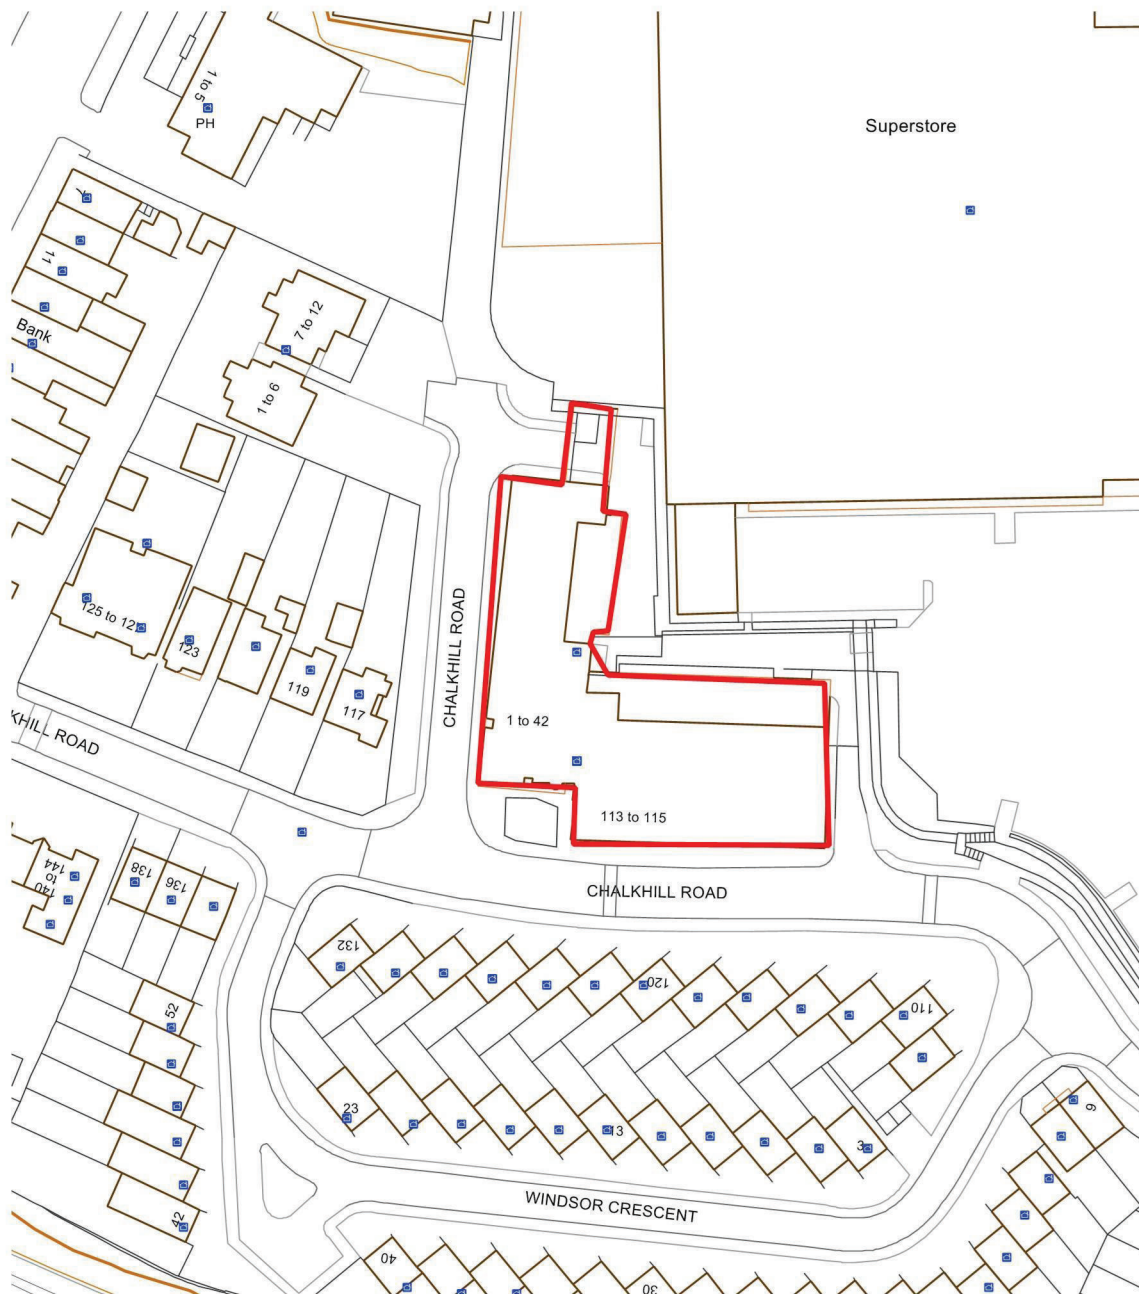 1 to 5
PH
Superstore
7
11
Bank
7 to 12
1 to 6
125 to 127
123
119
117
CHALKHILL ROAD
1 to 42
113 to 115
KHILL ROAD
CHALKHILL ROAD
144
to
140
138
136
132
120
110
52
23
13
3
9
42
WINDSOR CRESCENT
40
30